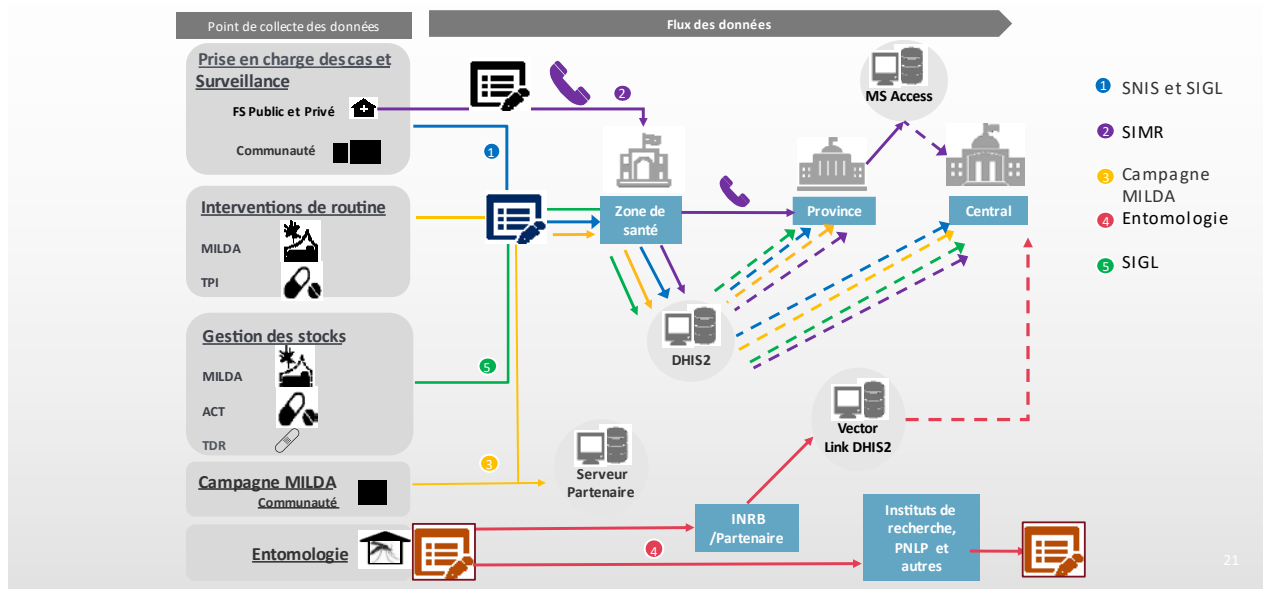 Point de collecte des données
Flux des données
Prise en charge des cas et
Surveillance
FS Public et Privé
Communauté
Interventions de routine
MILDA
TPI
Gestion des stocks
MILDA
ACT
TDR
Campagne MILDA
Communauté
Entomologie
2
1
5
3
4
Zone de
santé
Province
Central
MS Access
DHIS2
Serveur
Partenaire
Vector
Link DHIS2
INRB
/Partenaire
Instituts de
recherche,
PNLP et
autres
1 SNIS et SIGL
2 SIMR
3 Campagne
MILDA
4 Entomologie
5 SIGL
21